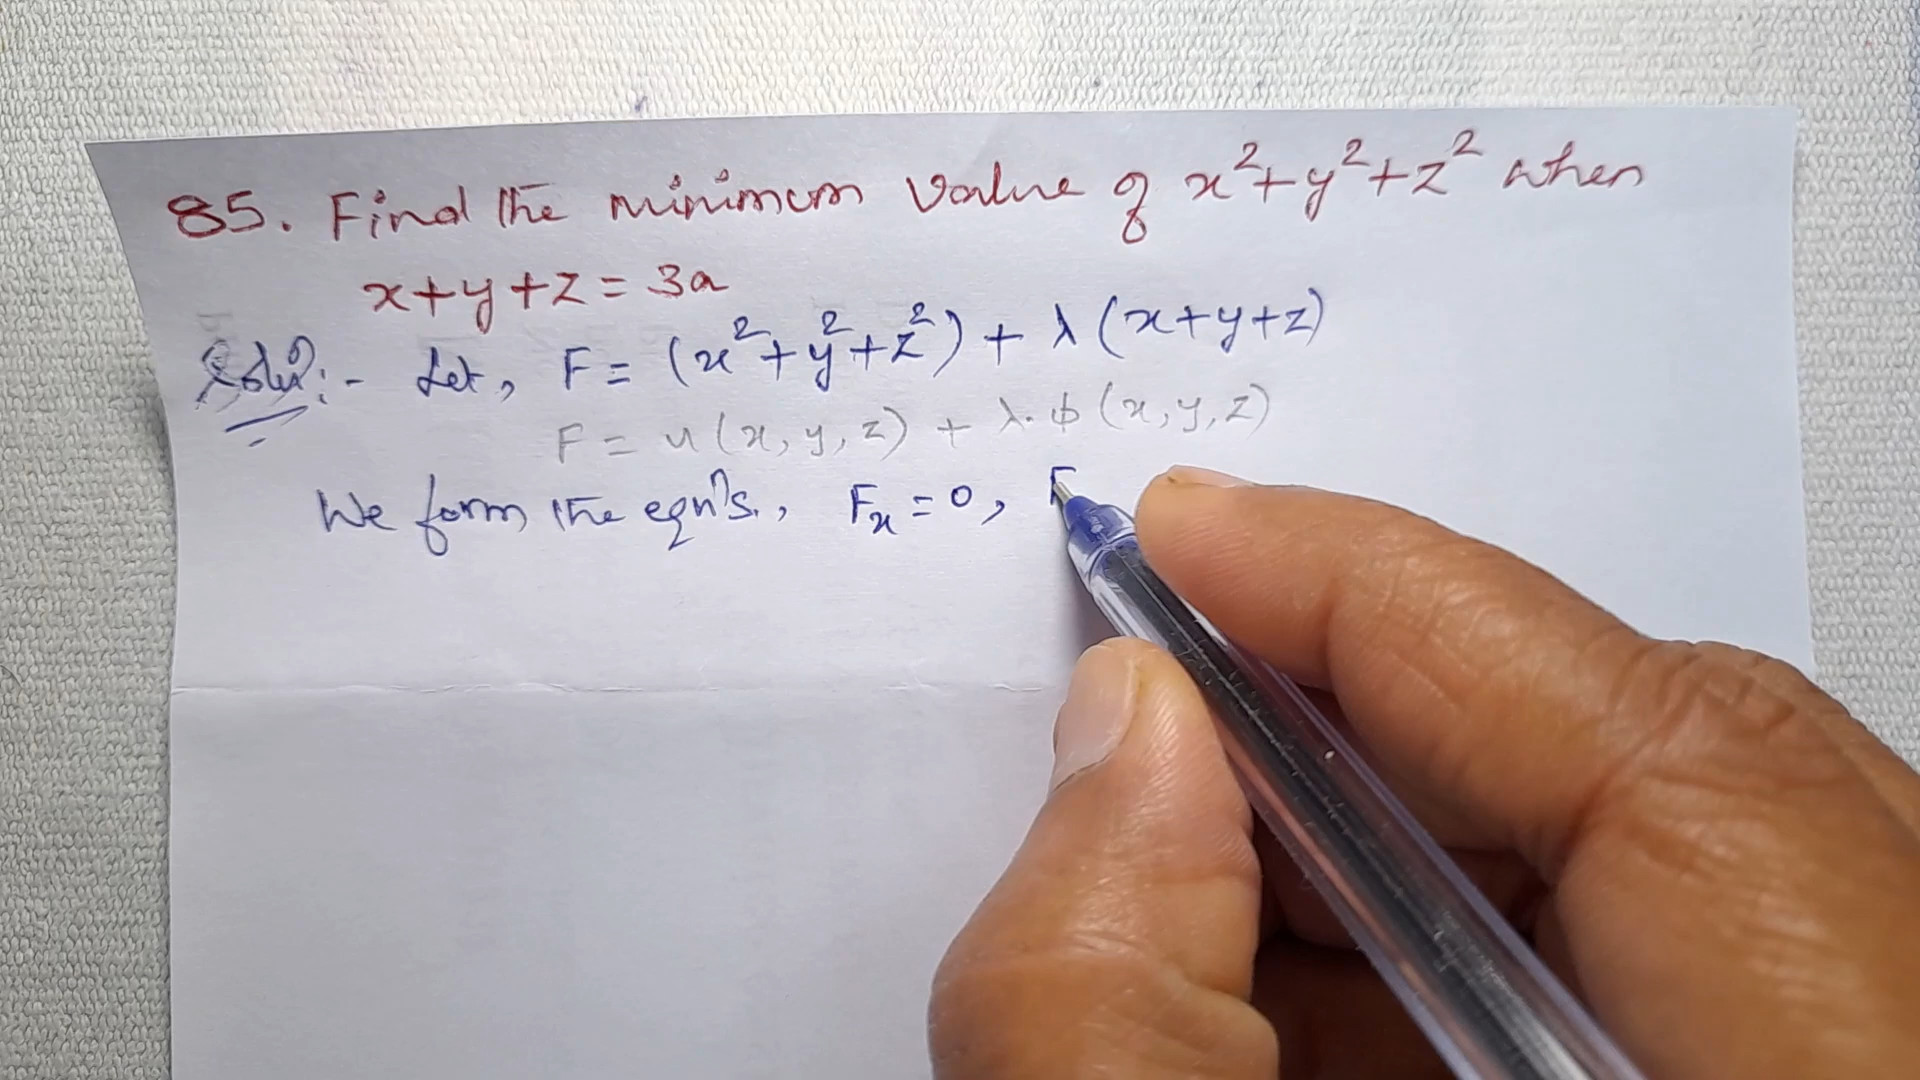 85. Find the minimum value of x²+y²+z² when
x+y+z = 3a
Soln:- Let, F = (x²+y²+z²) + λ (x+y+z)
F = u(x, y, z) + λ·ϕ (x, y, z)
We form the eqn's., Fx = 0, F